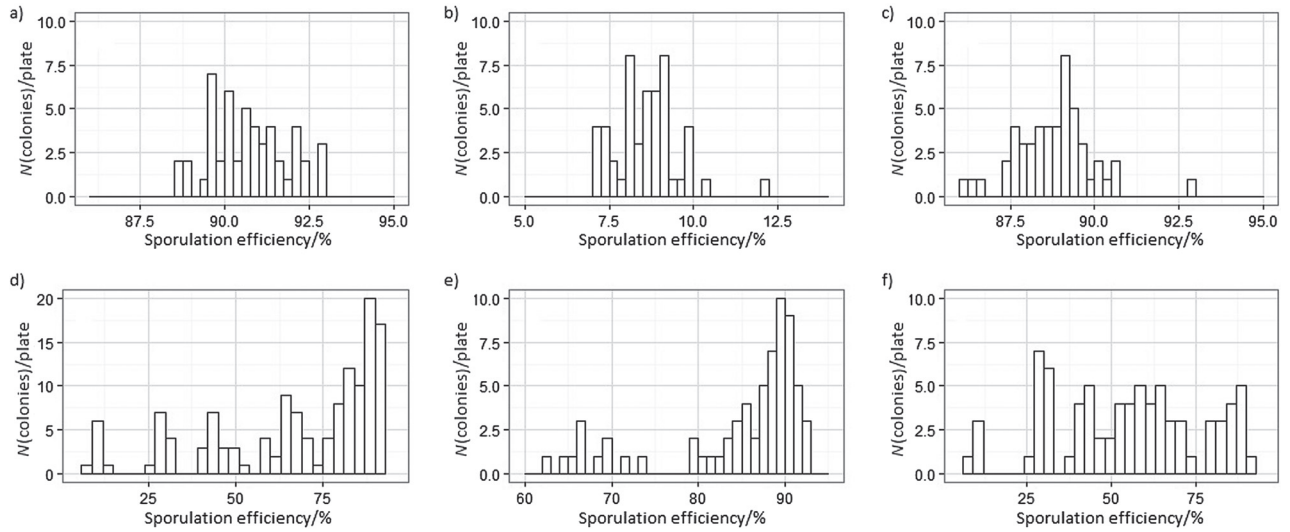 a)
10.0
7.5
5.0
2.5
0.0
N(colonies)/plate
87.5 90.0 92.5 95.0
Sporulation efficiency/%
b)
10.0
7.5
5.0
2.5
0.0
N(colonies)/plate
5.0 7.5 10.0 12.5
Sporulation efficiency/%
c)
10.0
7.5
5.0
2.5
0.0
N(colonies)/plate
87.5 90.0 92.5 95.0
Sporulation efficiency/%
d)
20
15
10
5
0
N(colonies)/plate
25 50 75
Sporulation efficiency/%
e)
10.0
7.5
5.0
2.5
0.0
N(colonies)/plate
60 70 80 90
Sporulation efficiency/%
f)
10.0
7.5
5.0
2.5
0.0
N(colonies)/plate
25 50 75
Sporulation efficiency/%